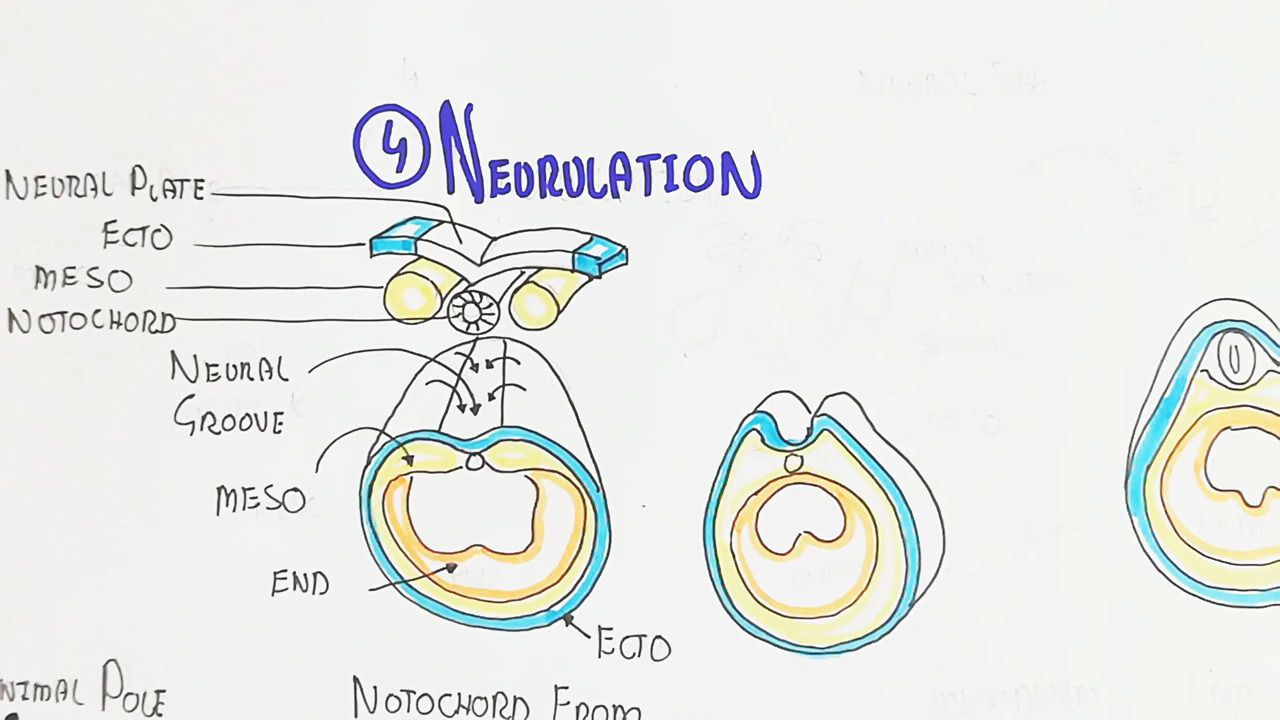 4 NEURULATION
NEURAL PLATE
ECTO
MESO
NOTOCHORD
NEURAL
GROOVE
MESO
END
ECTO
NIMAL POLE
NOTOCHORD FROM